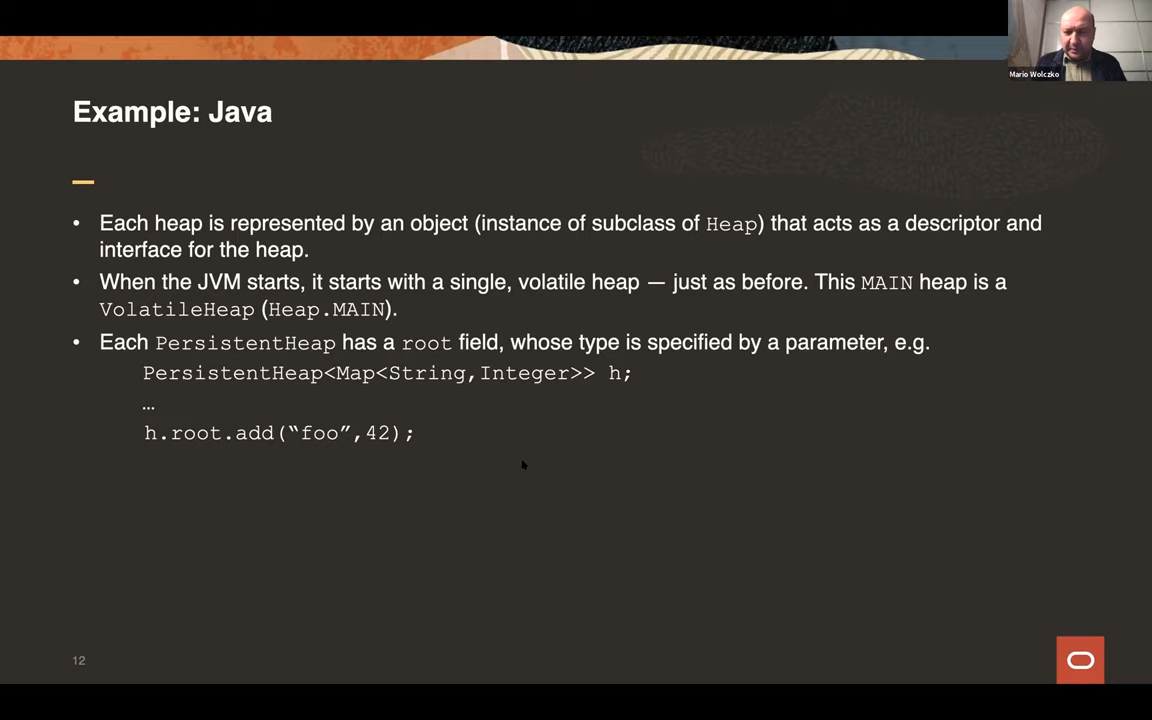 Mario Wolczko
Example: Java
• Each heap is represented by an object (instance of subclass of Heap) that acts as a descriptor and
interface for the heap.
• When the JVM starts, it starts with a single, volatile heap — just as before. This MAIN heap is a
VolatileHeap (Heap.MAIN).
• Each PersistentHeap has a root field, whose type is specified by a parameter, e.g.
PersistentHeap<Map<String,Integer>> h;
…
h.root.add(“foo”,42);
12